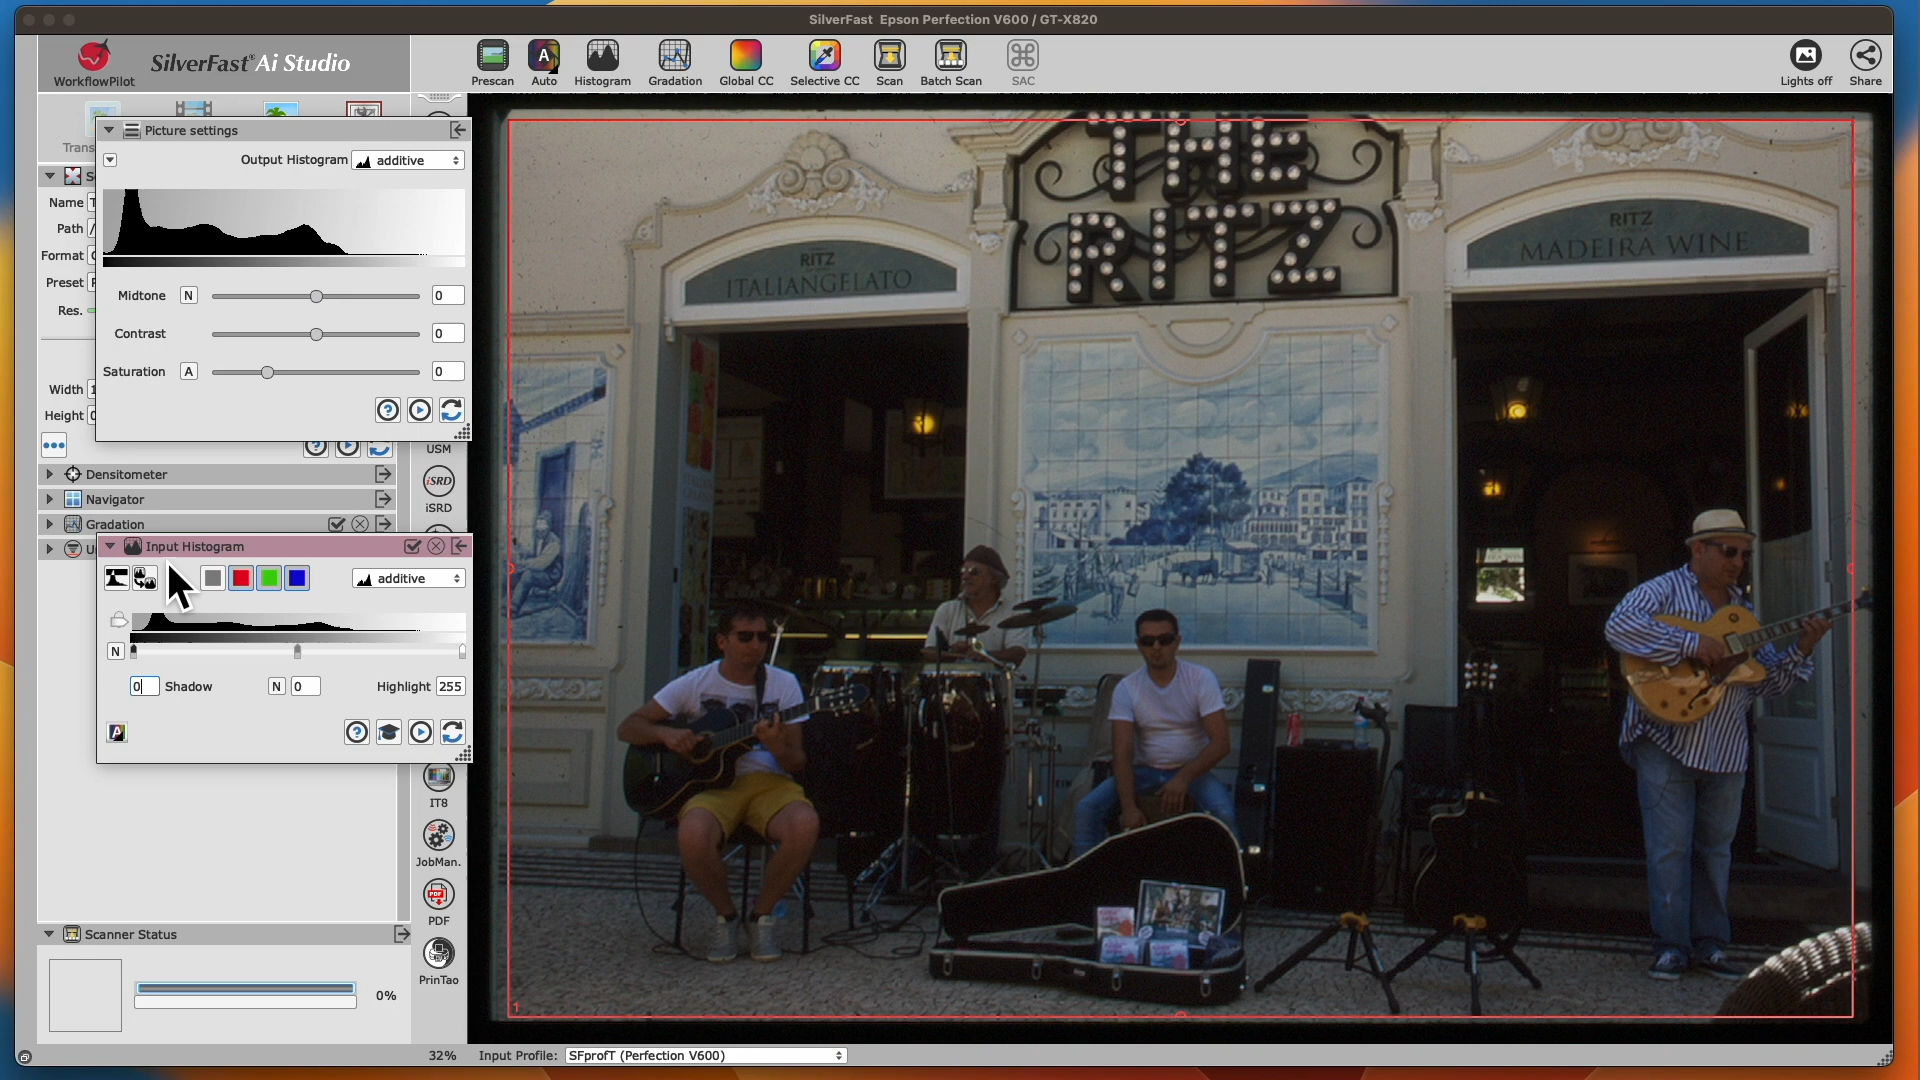 SilverFast Epson Perfection V600 / GT-X820
WorkflowPilot
SilverFast® Ai Studio
Prescan
Auto
Histogram
Gradation
Global CC
Selective CC
Scan
Batch Scan
SAC
Lights off
Share
Picture settings
Output Histogram additive
Midtone N 0
Contrast 0
Saturation A 0
Name
Path /
Format
Preset
Res.
Width
Height
Densitometer
Navigator
Gradation
Input Histogram
additive
N
0 Shadow N 0 Highlight 255
A
USM
iSRD
iSRD
IT8
JobMan.
PDF
PDF
PrinTao
Scanner Status
0%
32% Input Profile: SFprofT (Perfection V600)
THE
RITZ
RITZ
ITALIANGELATO
RITZ
MADEIRA WINE
1